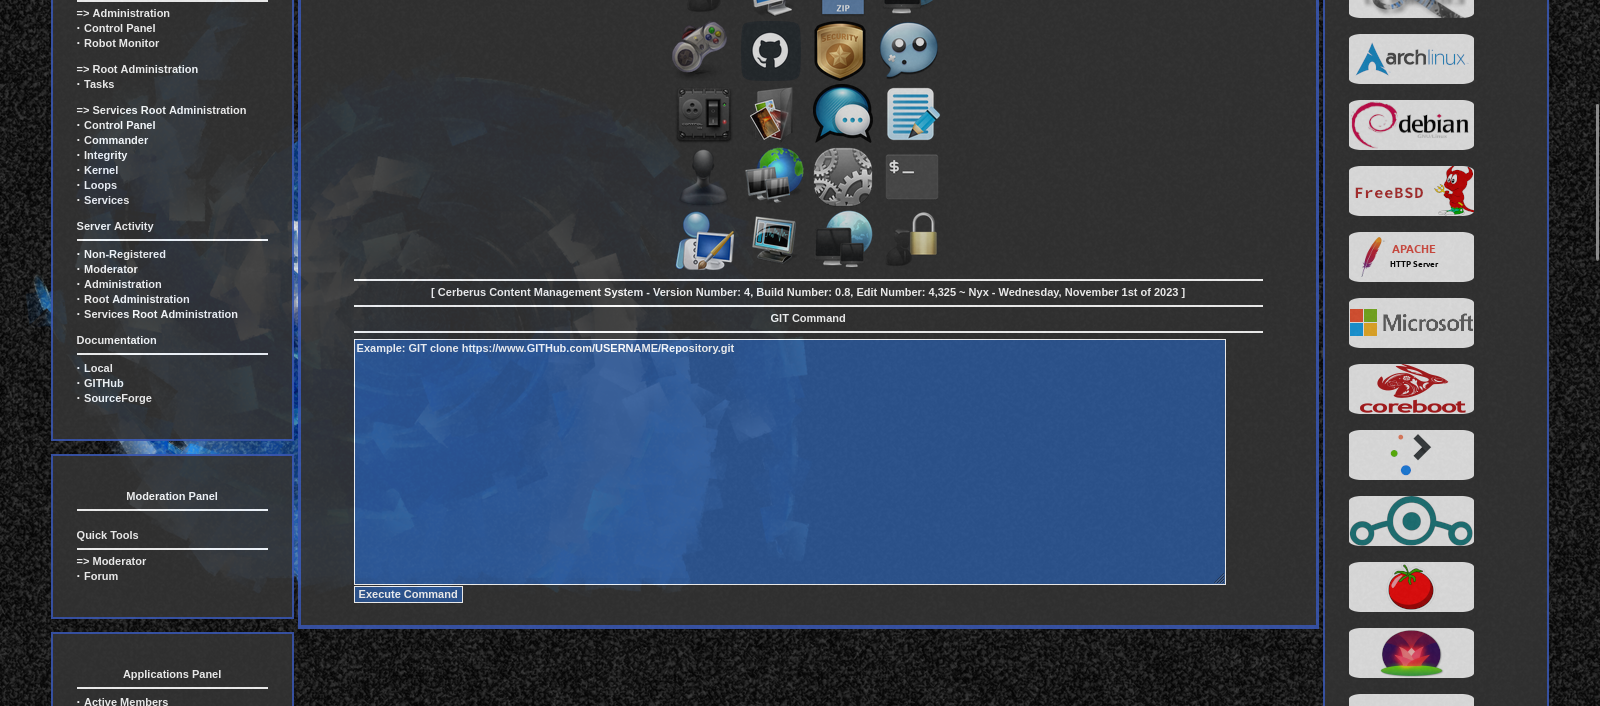 => Administration
· Control Panel
· Robot Monitor
=> Root Administration
· Tasks
=> Services Root Administration
· Control Panel
· Commander
· Integrity
· Kernel
· Loops
· Services
Server Activity
· Non-Registered
· Moderator
· Administration
· Root Administration
· Services Root Administration
Documentation
· Local
· GITHub
· SourceForge
Moderation Panel
Quick Tools
=> Moderator
· Forum
Applications Panel
· Active Members
ZIP
SECURITY
$ _
[ Cerberus Content Management System - Version Number: 4, Build Number: 0.8, Edit Number: 4,325 ~ Nyx - Wednesday, November 1st of 2023 ]
GIT Command
Example: GIT clone https://www.GITHub.com/USERNAME/Repository.git
Execute Command
archlinux
debian
FreeBSD
APACHE
HTTP Server
Microsoft
coreboot